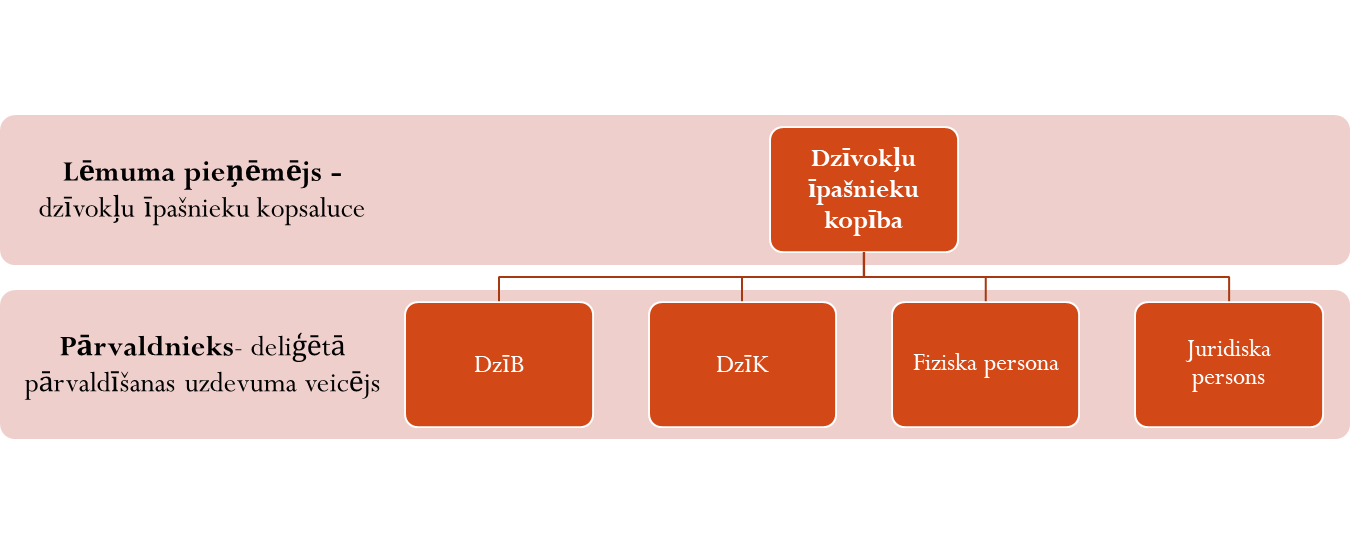 Lēmuma pieņēmējs -
dzīvokļu īpašnieku kopsaluce
Dzīvokļu
īpašnieku
kopība
Pārvaldnieks- deliģētā
pārvaldīšanas uzdevuma veicējs
DzīB
DzīK
Fiziska persona
Juridiska
persons